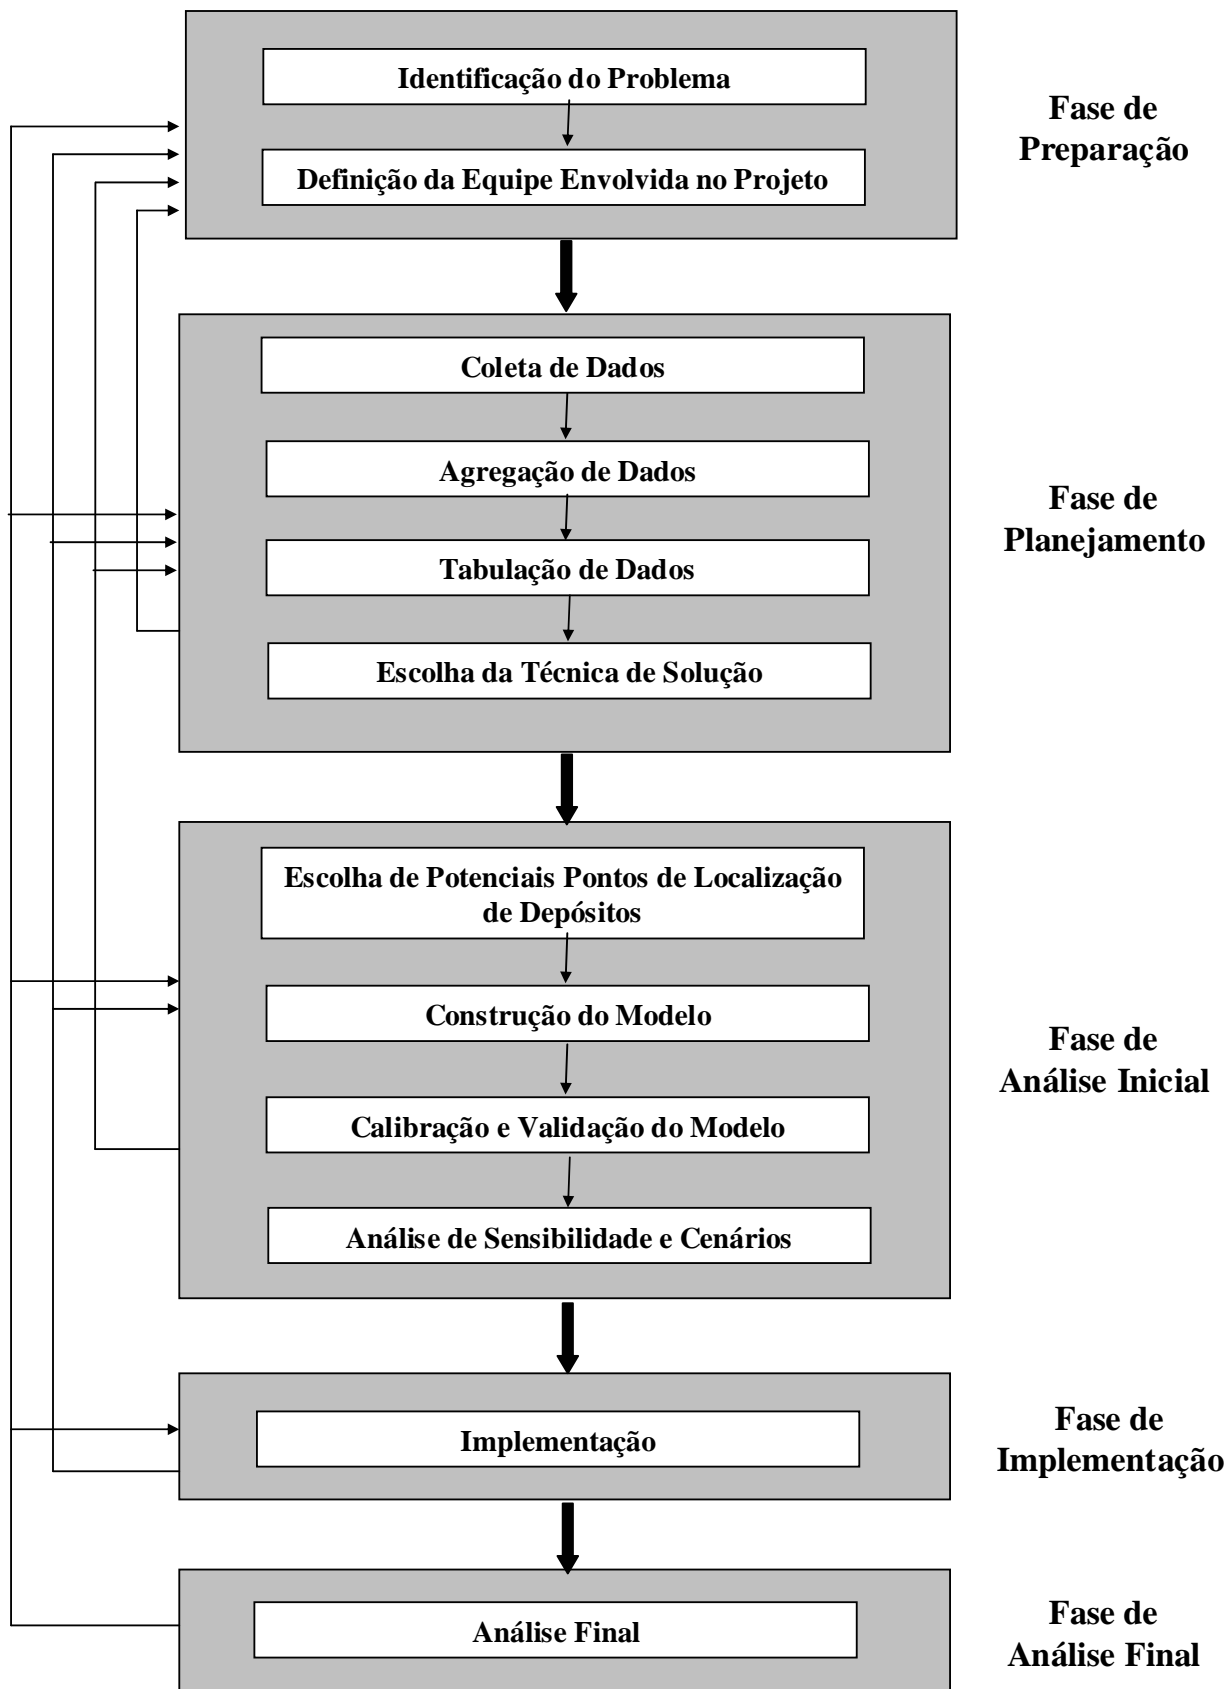 Identificação do Problema
Definição da Equipe Envolvida no Projeto
Fase de
Preparação
Coleta de Dados
Agregação de Dados
Tabulação de Dados
Escolha da Técnica de Solução
Fase de
Planejamento
Escolha de Potenciais Pontos de Localização
de Depósitos
Construção do Modelo
Calibração e Validação do Modelo
Análise de Sensibilidade e Cenários
Fase de
Análise Inicial
Implementação
Fase de
Implementação
Análise Final
Fase de
Análise Final